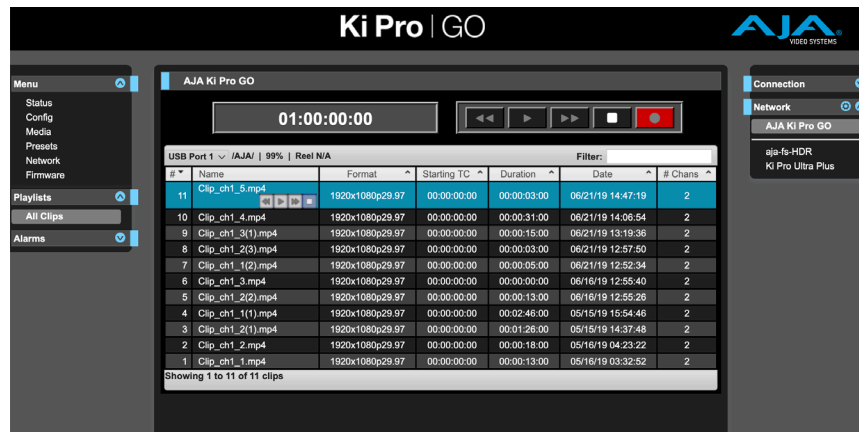 Ki Pro | GO
AJA
VIDEO SYSTEMS
Menu
Status
Config
Media
Presets
Network
Firmware
Playlists
All Clips
Alarms
AJA Ki Pro GO
01:00:00:00
USB Port 1 /AJA/ | 99% | Reel N/A Filter:
# Name Format Starting TC Duration Date # Chans
11 Clip_ch1_5.mp4 1920x1080p29.97 00:00:00:00 00:00:03:00 06/21/19 14:47:19 2
10 Clip_ch1_4.mp4 1920x1080p29.97 00:00:00:00 00:00:31:00 06/21/19 14:06:54 2
9 Clip_ch1_3(1).mp4 1920x1080p29.97 00:00:00:00 00:00:15:00 06/21/19 13:19:36 2
8 Clip_ch1_2(3).mp4 1920x1080p29.97 00:00:00:00 00:00:03:00 06/21/19 12:57:50 2
7 Clip_ch1_1(2).mp4 1920x1080p29.97 00:00:00:00 00:00:05:00 06/21/19 12:52:34 2
6 Clip_ch1_3.mp4 1920x1080p29.97 00:00:00:00 00:00:00:00 06/16/19 12:55:40 2
5 Clip_ch1_2(2).mp4 1920x1080p29.97 00:00:00:00 00:00:13:00 06/16/19 12:55:26 2
4 Clip_ch1_1(1).mp4 1920x1080p29.97 00:00:00:00 00:02:46:00 05/15/19 15:54:46 2
3 Clip_ch1_2(1).mp4 1920x1080p29.97 00:00:00:00 00:01:26:00 05/15/19 14:37:48 2
2 Clip_ch1_2.mp4 1920x1080p29.97 00:00:00:00 00:00:18:00 05/16/19 04:23:22 2
1 Clip_ch1_1.mp4 1920x1080p29.97 00:00:00:00 00:00:13:00 05/16/19 03:32:52 2
Showing 1 to 11 of 11 clips
Connection
Network
AJA Ki Pro GO
aja-fs-HDR
Ki Pro Ultra Plus